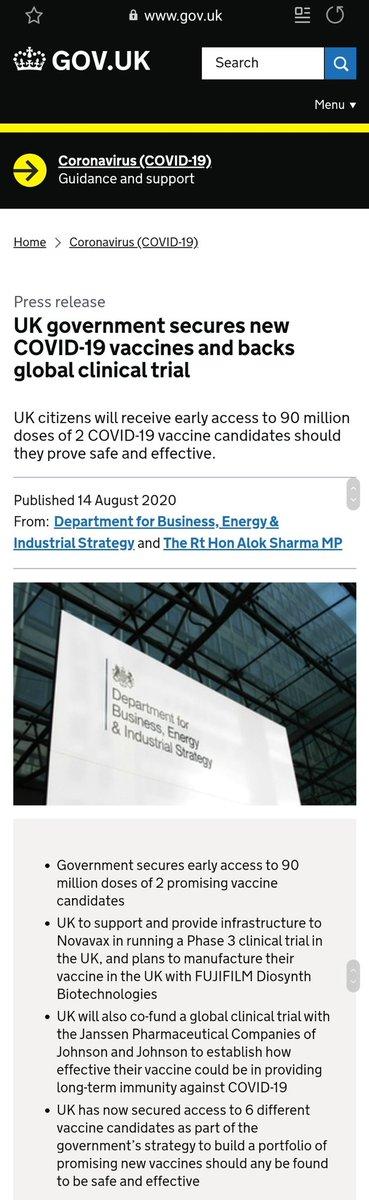 www.gov.uk
GOV.UK
Search
Menu ▼
Coronavirus (COVID-19)
Guidance and support
Home > Coronavirus (COVID-19)
Press release
UK government secures new
COVID-19 vaccines and backs
global clinical trial
UK citizens will receive early access to 90 million
doses of 2 COVID-19 vaccine candidates should
they prove safe and effective.
Published 14 August 2020
From: Department for Business, Energy &
Industrial Strategy and The Rt Hon Alok Sharma MP
Department for
Business, Energy
& Industrial Strategy
• Government secures early access to 90
million doses of 2 promising vaccine
candidates
• UK to support and provide infrastructure to
Novavax in running a Phase 3 clinical trial in
the UK, and plans to manufacture their
vaccine in the UK with FUJIFILM Diosynth
Biotechnologies
• UK will also co-fund a global clinical trial with
the Janssen Pharmaceutical Companies of
Johnson and Johnson to establish how
effective their vaccine could be in providing
long-term immunity against COVID-19
• UK has now secured access to 6 different
vaccine candidates as part of the
government's strategy to build a portfolio of
promising new vaccines should any be found
to be safe and effective